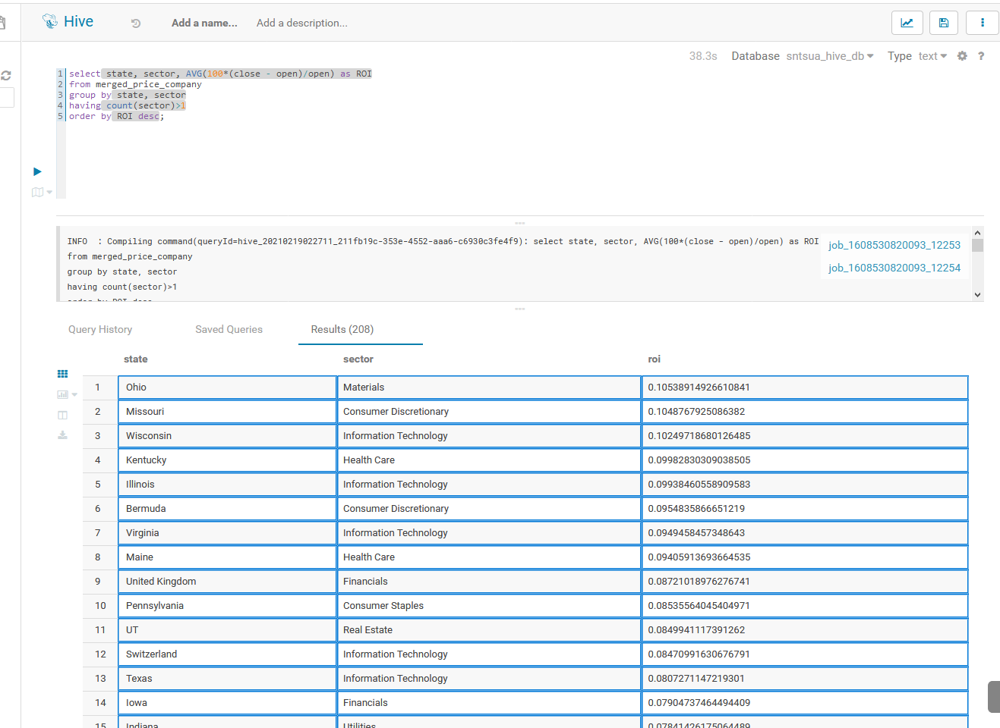 Hive
Add a name...
Add a description...
38.3s Database sntsua_hive_db Type text ?
1 select state, sector, AVG(100*(close - open)/open) as ROI
2 from merged_price_company
3 group by state, sector
4 having count(sector)>1
5 order by ROI desc;
INFO : Compiling command(queryId=hive_20210219022711_211fb19c-353e-4552-aaa6-c6930c3fe4f9): select state, sector, AVG(100*(close - open)/open) as ROI
from merged_price_company
group by state, sector
having count(sector)>1
order by ROI desc
job_1608530820093_12253
job_1608530820093_12254
Query History Saved Queries Results (208)
state sector roi
1 Ohio Materials 0.10538914926610841
2 Missouri Consumer Discretionary 0.1048767925086382
3 Wisconsin Information Technology 0.10249718680126485
4 Kentucky Health Care 0.09982830309038505
5 Illinois Information Technology 0.09938460558909583
6 Bermuda Consumer Discretionary 0.0954835866651219
7 Virginia Information Technology 0.0949458457348643
8 Maine Health Care 0.09405913693664535
9 United Kingdom Financials 0.08721018976276741
10 Pennsylvania Consumer Staples 0.08535564045404971
11 UT Real Estate 0.0849941117391262
12 Switzerland Information Technology 0.08470991630676791
13 Texas Information Technology 0.0807271147219301
14 Iowa Financials 0.07904737464494409
15 Indiana Utilities 0.07841426175064489